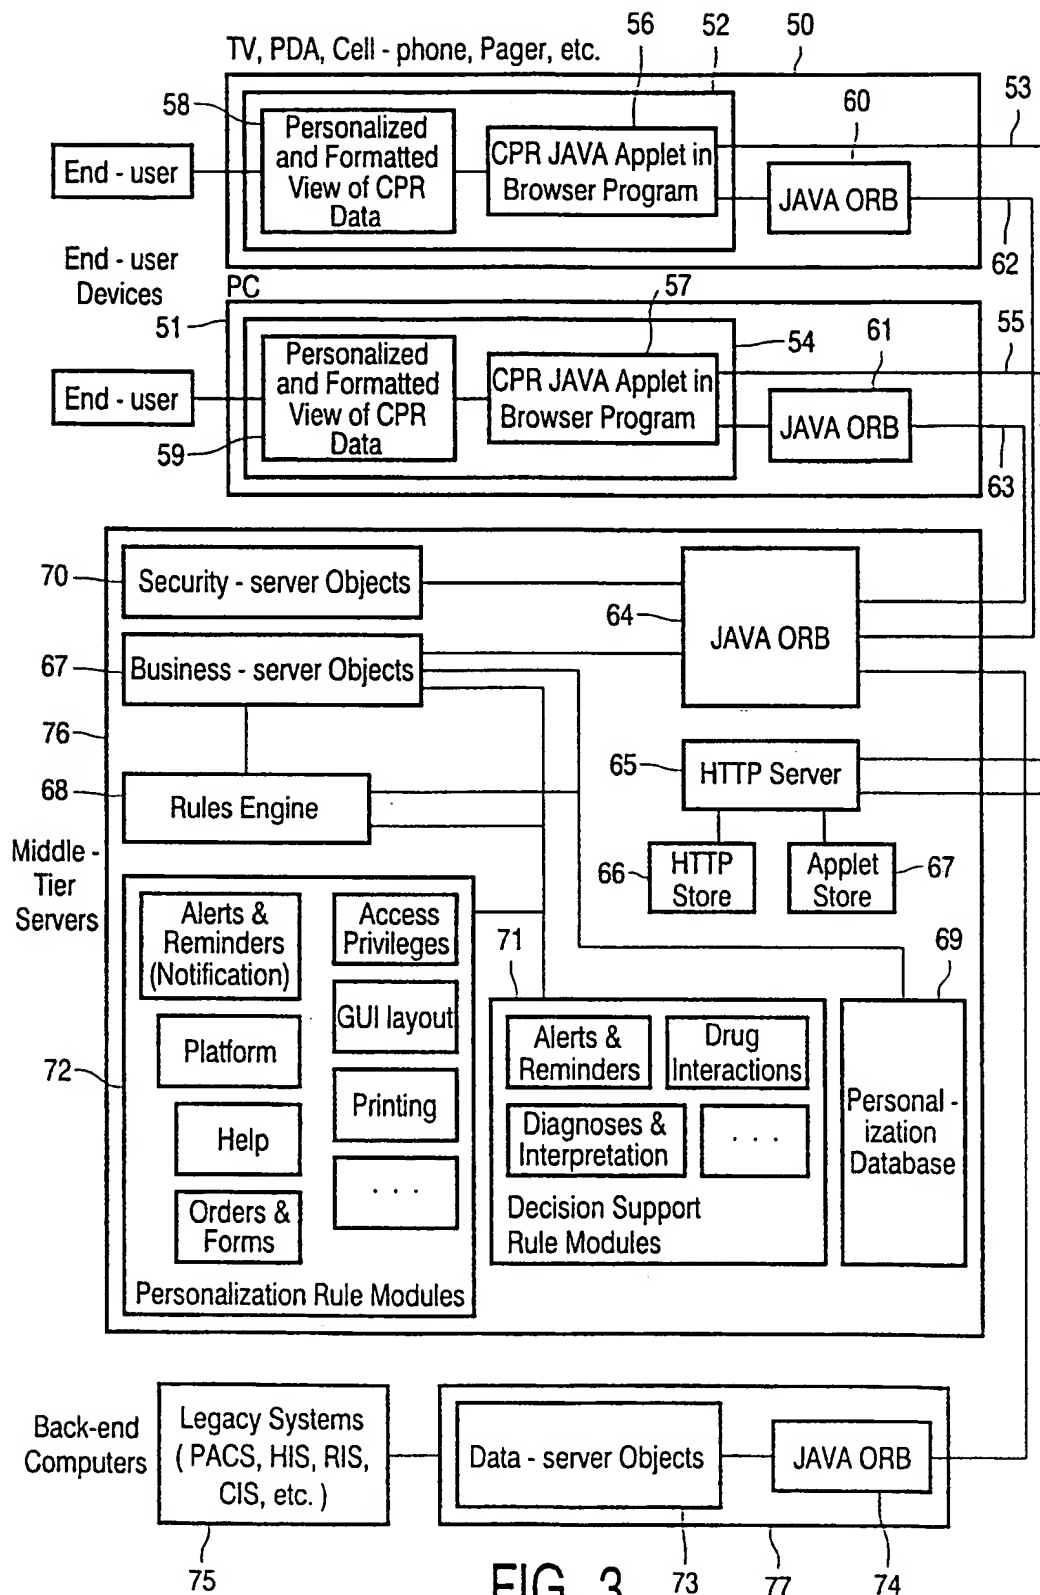 56
52
50
TV, PDA, Cell - phone, Pager, etc.
53
58
60
Personalized
and Formatted
View of CPR
Data
CPR JAVA Applet in
Browser Program
End - user
JAVA ORB
62
End - user
Devices
PC
57
51
54
61
55
Personalized
and Formatted
View of CPR
Data
CPR JAVA Applet in
Browser Program
End - user
JAVA ORB
59
63
70
Security - server Objects
64
JAVA ORB
67
Business - server Objects
76
65
HTTP Server
68
Rules Engine
Middle -
Tier
Servers
66
HTTP
Store
Applet
Store
67
Alerts &
Reminders
(Notification)
Access
Privileges
71
69
GUI layout
Platform
72
Alerts &
Reminders
Drug
Interactions
Printing
Help
Diagnoses &
Interpretation
. . .
Personal -
ization
Database
. . .
Orders &
Forms
Decision Support
Rule Modules
Personalization Rule Modules
Back-end
Computers
Legacy Systems
( PACS, HIS, RIS,
CIS, etc. )
Data - server Objects
JAVA ORB
75
FIG. 3
73
77
74